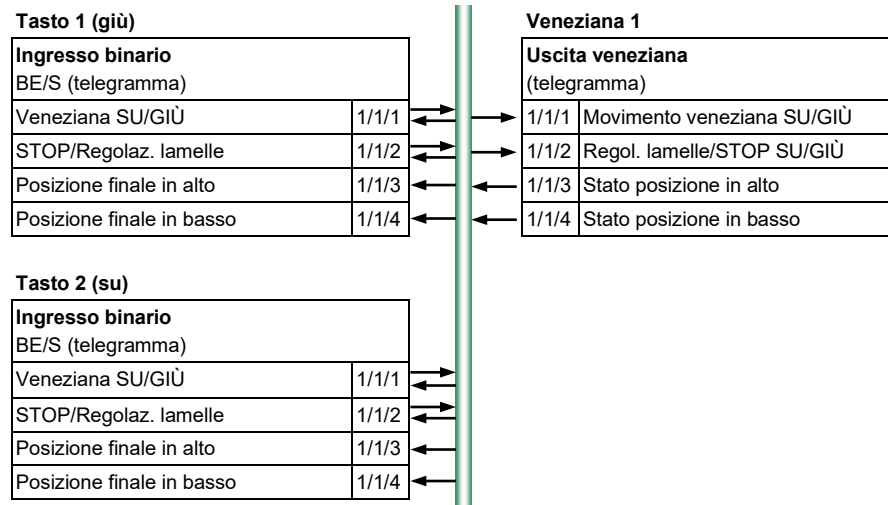 Tasto 1 (giù)
Ingresso binario
BE/S (telegramma)
Veneziana SU/GIÙ 1/1/1
STOP/Regolaz. lamelle 1/1/2
Posizione finale in alto 1/1/3
Posizione finale in basso 1/1/4
Veneziana 1
Uscita veneziana
(telegramma)
1/1/1 Movimento veneziana SU/GIÙ
1/1/2 Regol. lamelle/STOP SU/GIÙ
1/1/3 Stato posizione in alto
1/1/4 Stato posizione in basso
Tasto 2 (su)
Ingresso binario
BE/S (telegramma)
Veneziana SU/GIÙ 1/1/1
STOP/Regolaz. lamelle 1/1/2
Posizione finale in alto 1/1/3
Posizione finale in basso 1/1/4